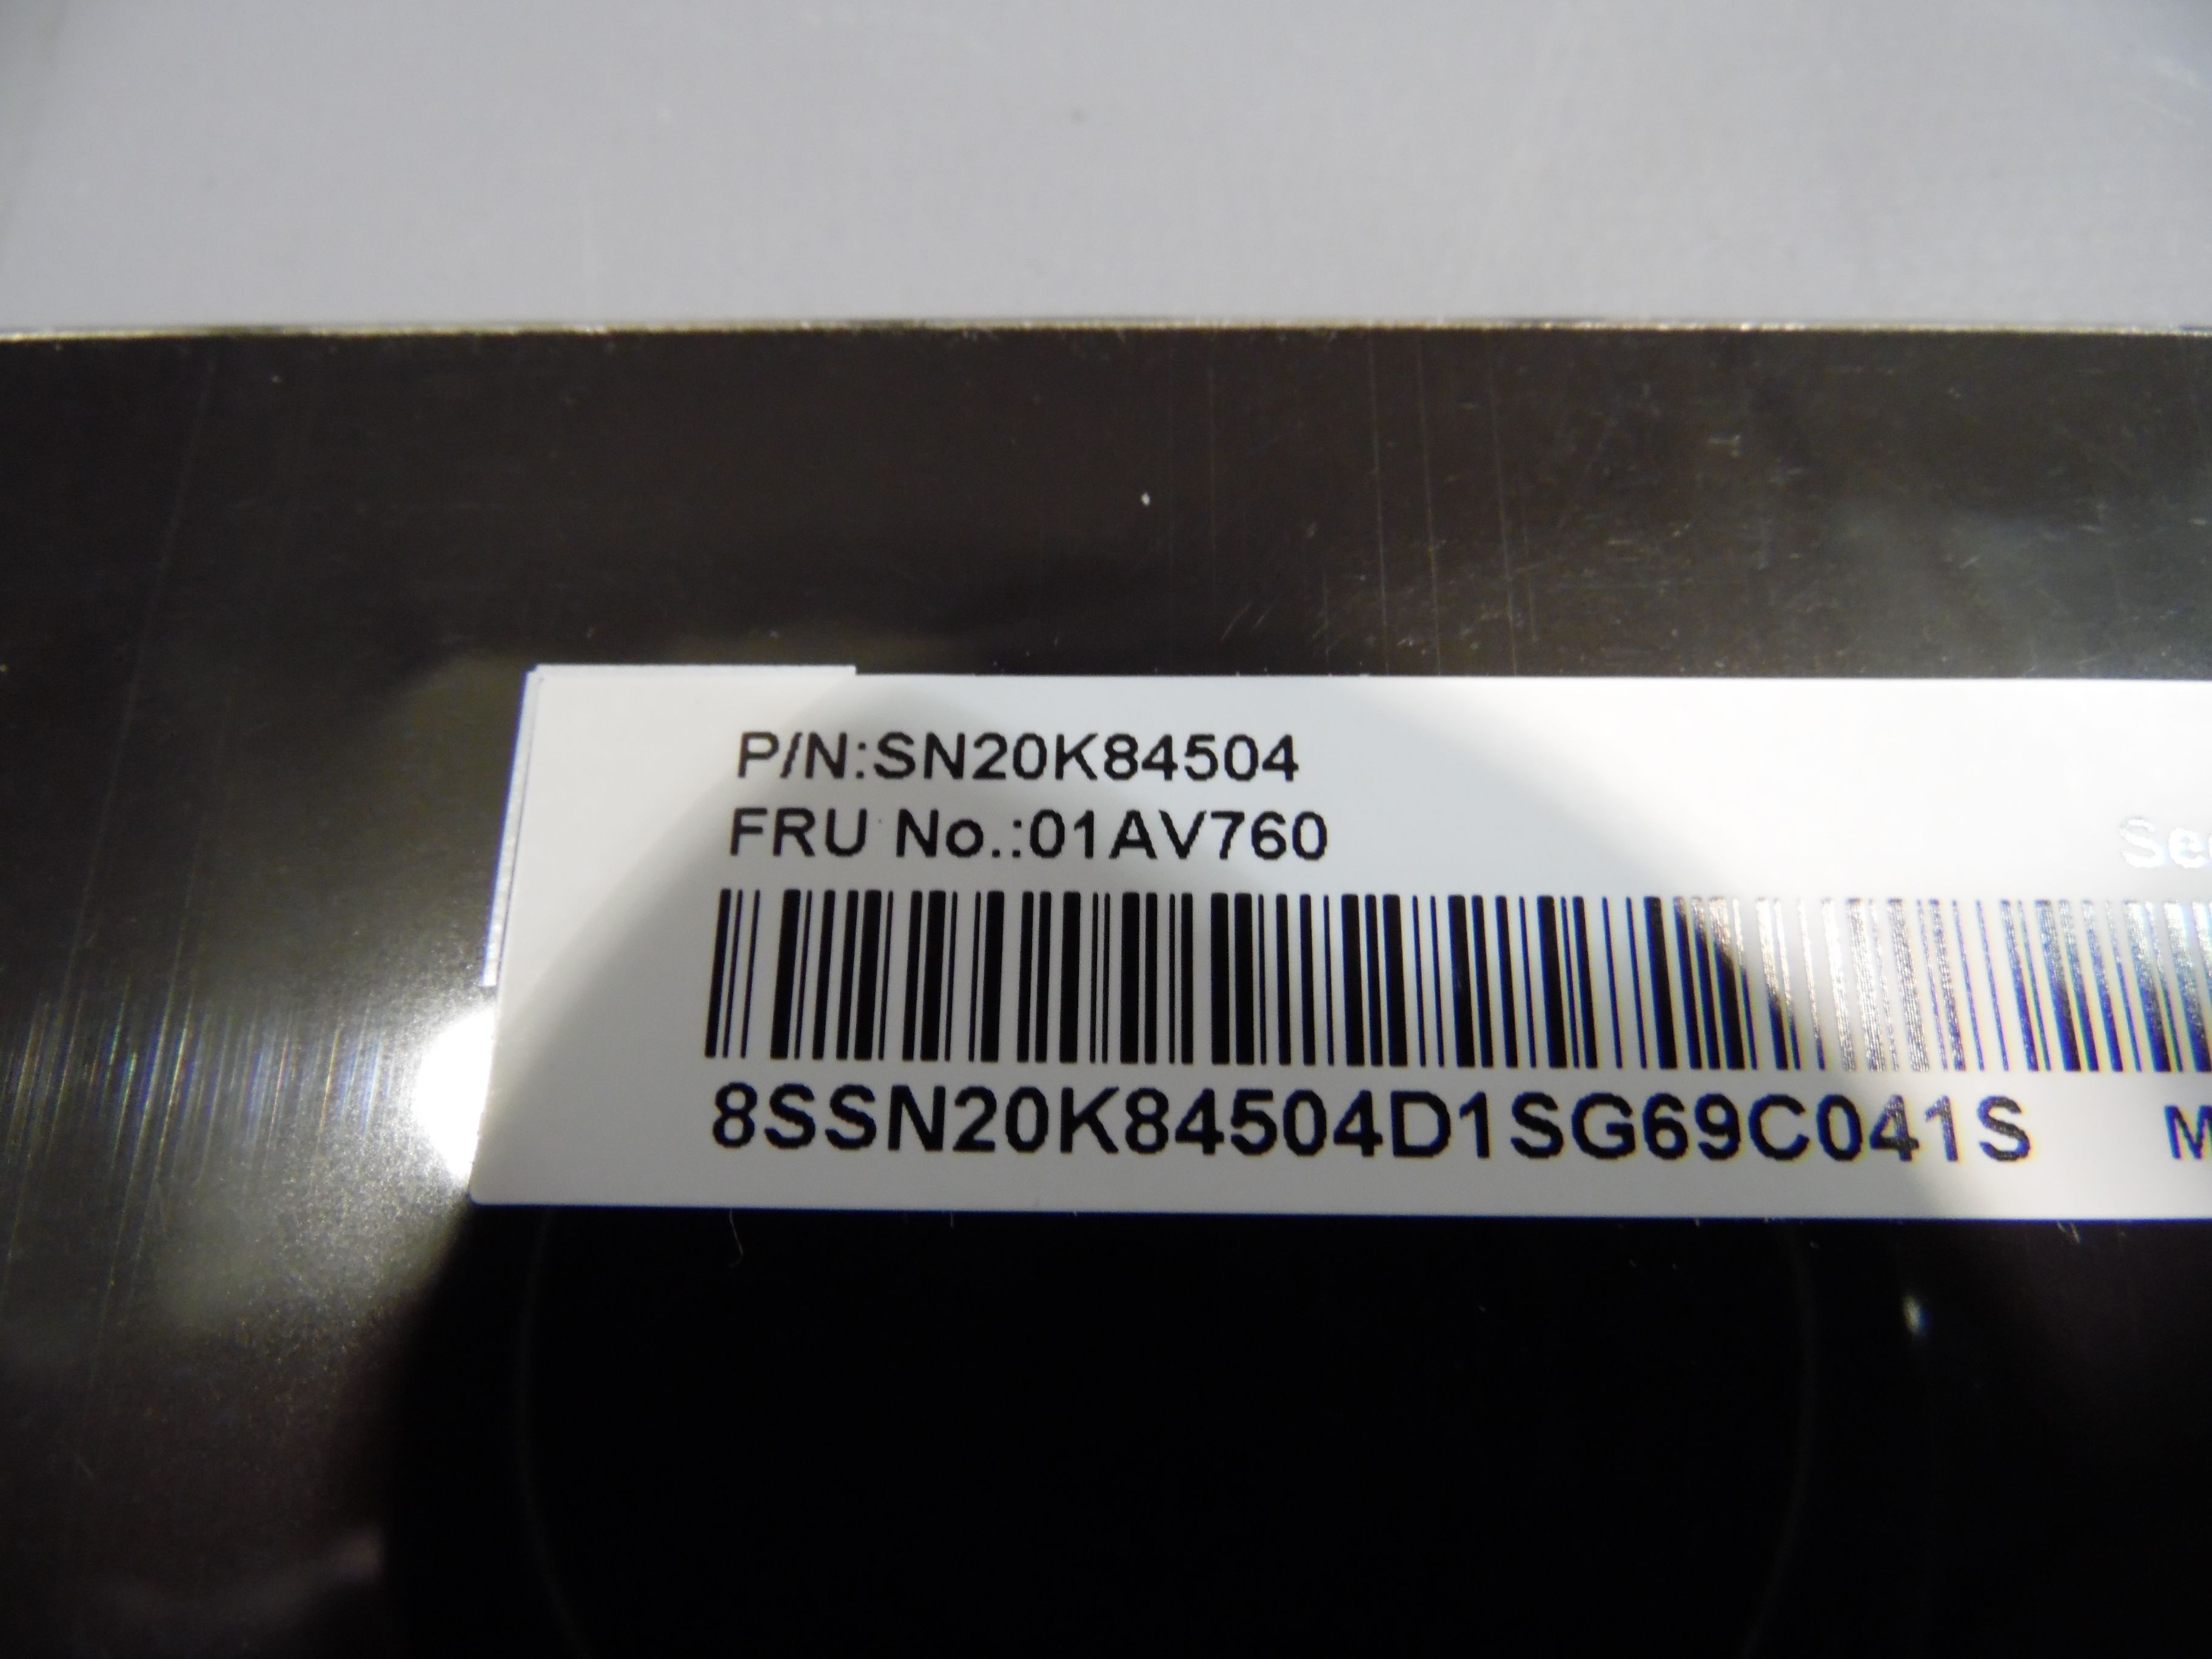 P/N:SN20K84504
FRU No.:01AV760
8SSN20K84504D1SG69C041S